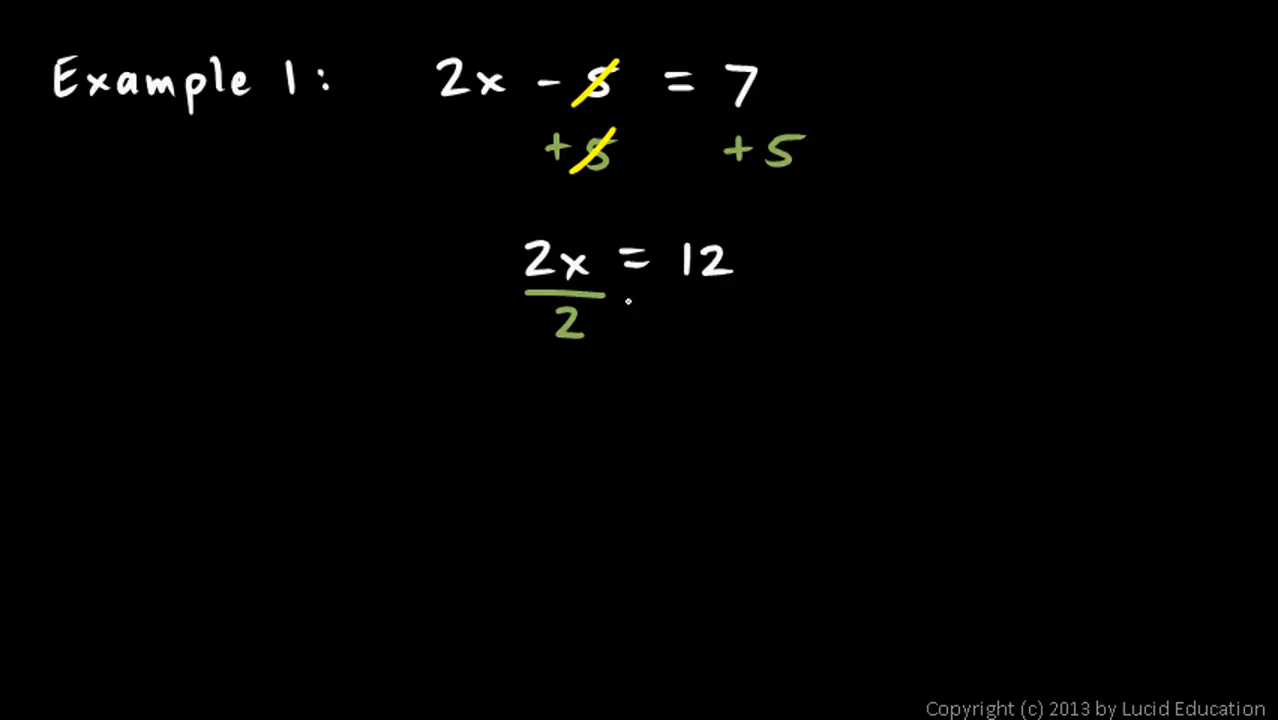 Example 1: 2x - 5 = 7
+ 5 + 5
2x = 12
2
Copyright (c) 2013 by Lucid Education